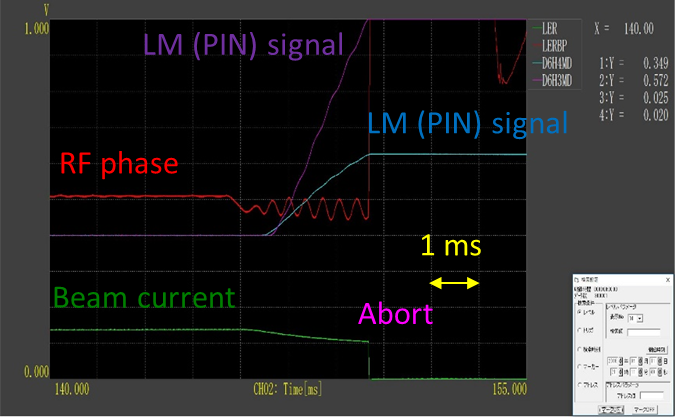 V
1.000
LM (PIN) signal
LER
LERBP
D6H4MD
D6H3MD
X = 140.00
1:Y = 0.349
2:Y = 0.572
3:Y = 0.025
4:Y = 0.020
LM (PIN) signal
RF phase
1 ms
Beam current
Abort
0.000
140.000
CH02: Time[ms]
155.000